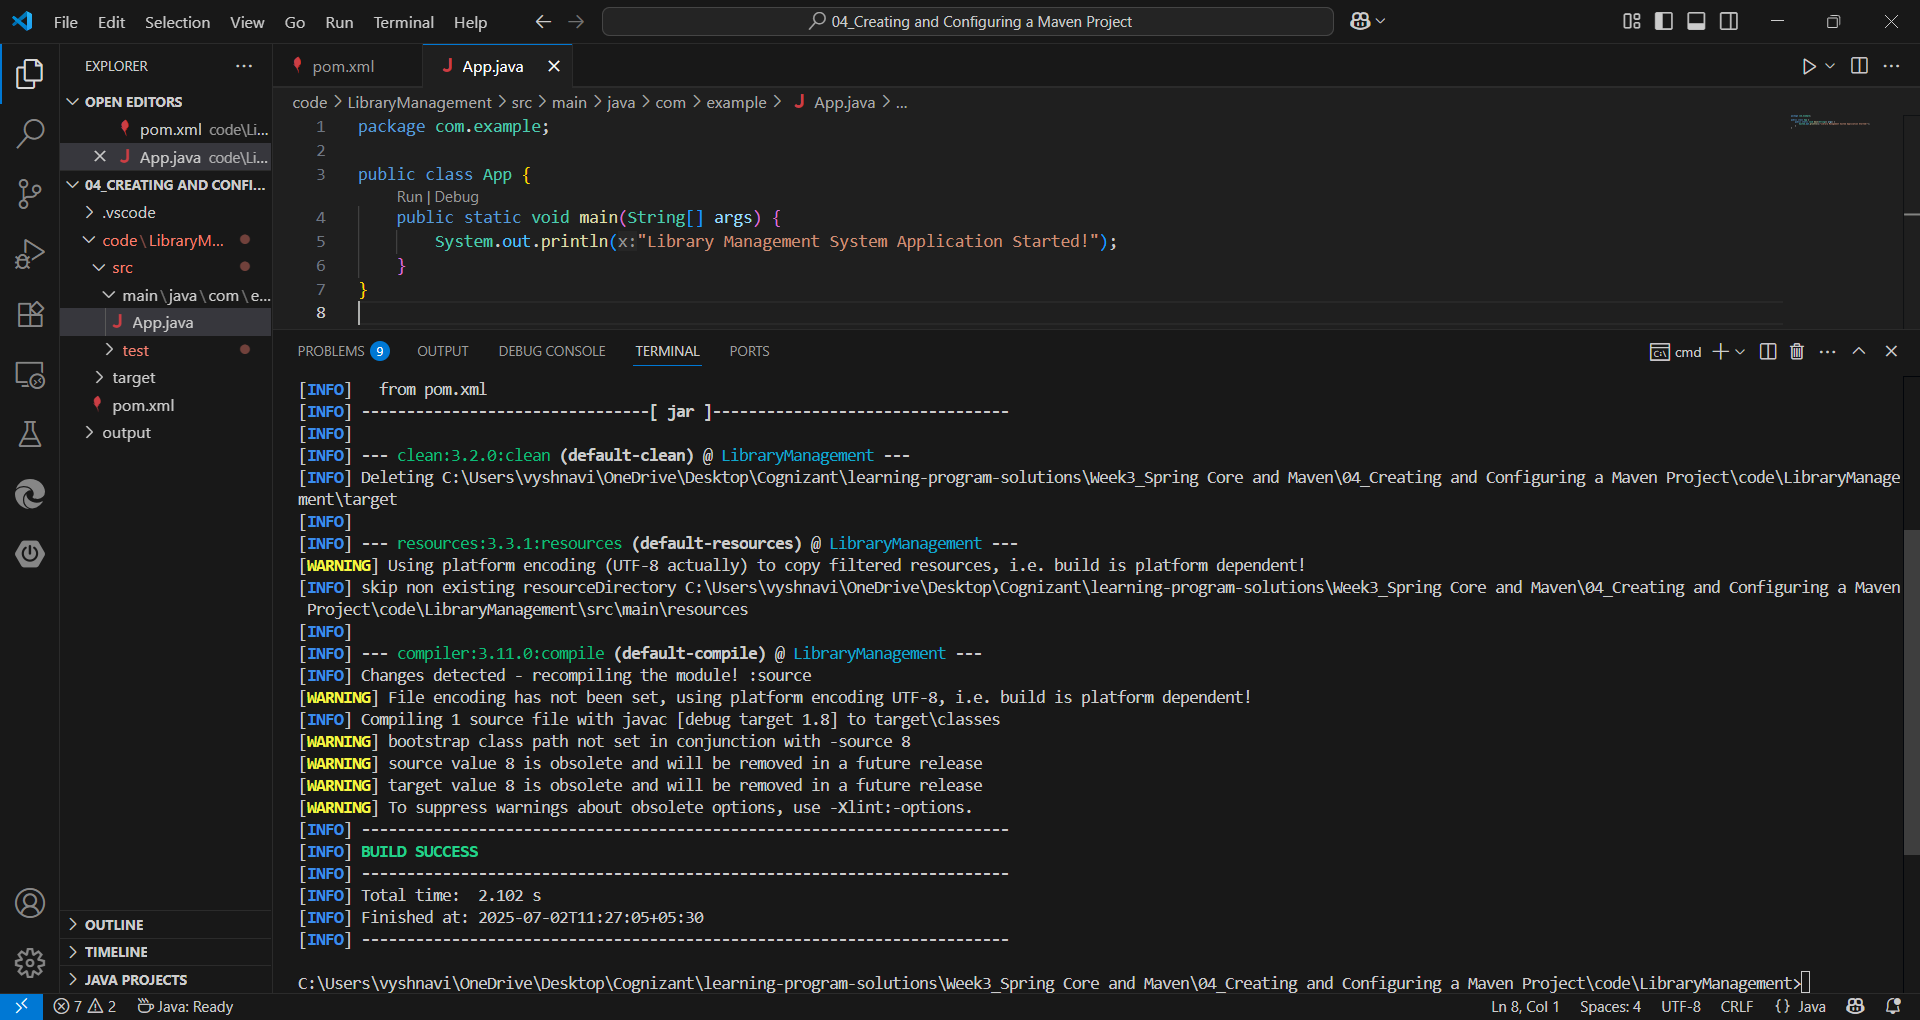 File Edit Selection View Go Run Terminal Help
04_Creating and Configuring a Maven Project
EXPLORER
OPEN EDITORS
pom.xml code\Li...
App.java code\Li...
04_CREATING AND CONFI...
.vscode
code\LibraryM...
src
main\java\com\e...
App.java
test
target
pom.xml
output
OUTLINE
TIMELINE
JAVA PROJECTS
pom.xml
App.java
code > LibraryManagement > src > main > java > com > example > App.java > ...
1 package com.example;
2
3 public class App {
Run | Debug
4 public static void main(String[] args) {
5 System.out.println(x:"Library Management System Application Started!");
6 }
7 }
8
PROBLEMS 9 OUTPUT DEBUG CONSOLE TERMINAL PORTS
cmd
[INFO]   from pom.xml
[INFO] --------------------------------[ jar ]---------------------------------
[INFO]
[INFO] --- clean:3.2.0:clean (default-clean) @ LibraryManagement ---
[INFO] Deleting C:\Users\vyshnavi\OneDrive\Desktop\Cognizant\learning-program-solutions\Week3_Spring Core and Maven\04_Creating and Configuring a Maven Project\code\LibraryManage
ment\target
[INFO]
[INFO] --- resources:3.3.1:resources (default-resources) @ LibraryManagement ---
[WARNING] Using platform encoding (UTF-8 actually) to copy filtered resources, i.e. build is platform dependent!
[INFO] skip non existing resourceDirectory C:\Users\vyshnavi\OneDrive\Desktop\Cognizant\learning-program-solutions\Week3_Spring Core and Maven\04_Creating and Configuring a Maven
Project\code\LibraryManagement\src\main\resources
[INFO]
[INFO] --- compiler:3.11.0:compile (default-compile) @ LibraryManagement ---
[INFO] Changes detected - recompiling the module! :source
[WARNING] File encoding has not been set, using platform encoding UTF-8, i.e. build is platform dependent!
[INFO] Compiling 1 source file with javac [debug target 1.8] to target\classes
[WARNING] bootstrap class path not set in conjunction with -source 8
[WARNING] source value 8 is obsolete and will be removed in a future release
[WARNING] target value 8 is obsolete and will be removed in a future release
[WARNING] To suppress warnings about obsolete options, use -Xlint:-options.
[INFO] ------------------------------------------------------------------------
[INFO] BUILD SUCCESS
[INFO] ------------------------------------------------------------------------
[INFO] Total time:  2.102 s
[INFO] Finished at: 2025-07-02T11:27:05+05:30
[INFO] ------------------------------------------------------------------------
C:\Users\vyshnavi\OneDrive\Desktop\Cognizant\learning-program-solutions\Week3_Spring Core and Maven\04_Creating and Configuring a Maven Project\code\LibraryManagement>
7 2 Java: Ready
Ln 8, Col 1 Spaces: 4 UTF-8 CRLF {} Java